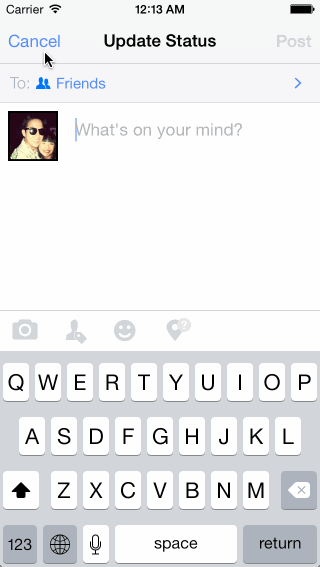 Carrier 12:13 AM
Cancel Update Status Post
To: Friends
What's on your mind?
?
Q W E R T Y U I O P
A S D F G H J K L
Z X C V B N M
123 space return